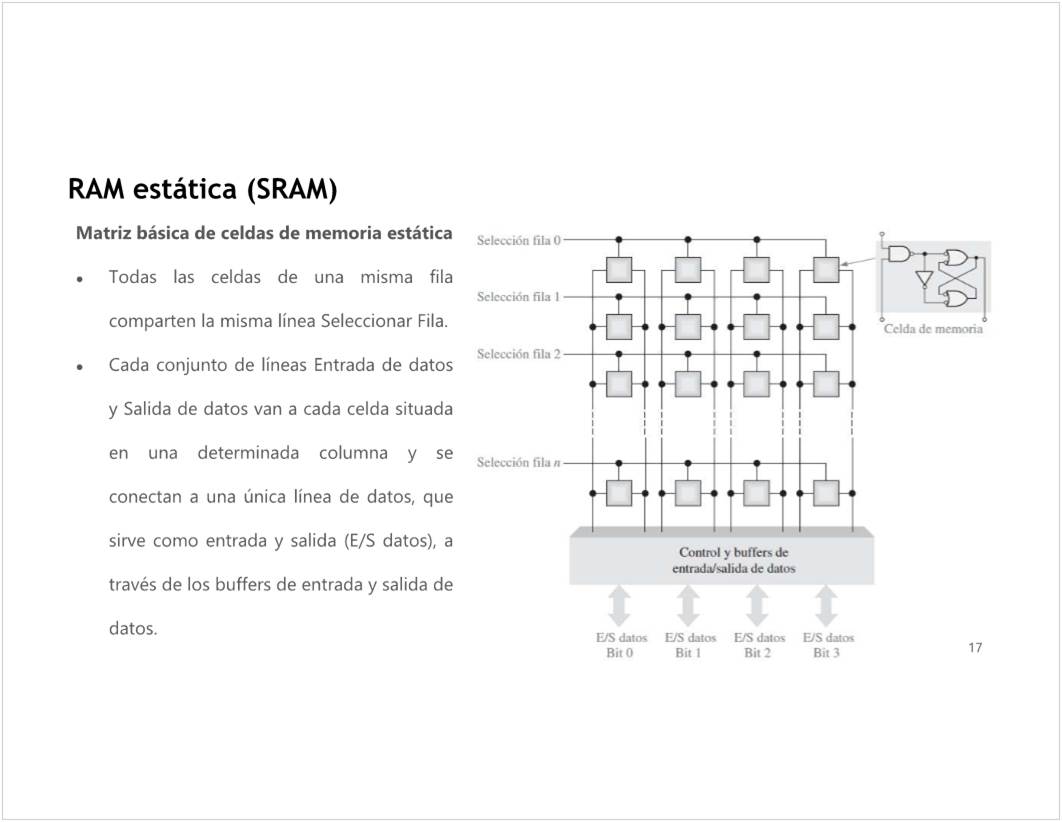 RAM estática (SRAM)
Matriz básica de celdas de memoria estática
● Todas las celdas de una misma fila
comparten la misma línea Seleccionar Fila.
● Cada conjunto de líneas Entrada de datos
y Salida de datos van a cada celda situada
en una determinada columna y se
conectan a una única línea de datos, que
sirve como entrada y salida (E/S datos), a
través de los buffers de entrada y salida de
datos.
Selección fila 0
Selección fila 1
Selección fila 2
Selección fila n
Celda de memoria
Control y buffers de
entrada/salida de datos
E/S datos
Bit 0
E/S datos
Bit 1
E/S datos
Bit 2
E/S datos
Bit 3
17